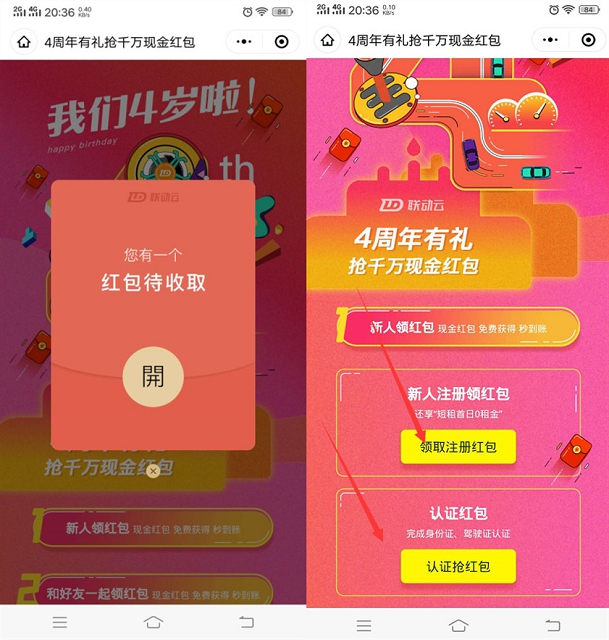 2G 4G 20:36 0.40 KB/s 84
4周年有礼抢千万现金红包
我们4岁啦!
happy birthday
th
联动云
您有一个
红包待收取
開
抢千万现金红包
1 新人领红包 现金红包 免费获得 秒到账
2 和好友一起领红包 现金红包 免费获得 秒到账
2G 4G 20:36 0.10 KB/s 84
4周年有礼抢千万现金红包
联动云
4周年有礼
抢千万现金红包
1 新人领红包 现金红包 免费获得 秒到账
新人注册领红包
还享“短租首日0租金”
领取注册红包
认证红包
完成身份证、驾驶证认证
认证抢红包